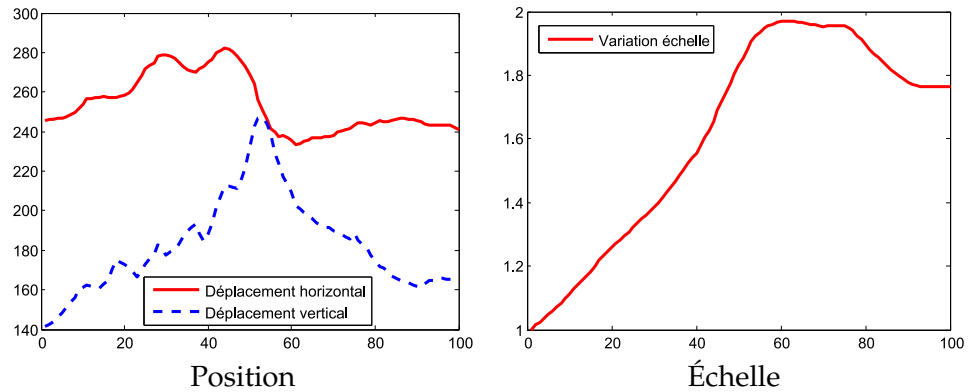 300
280
260
240
220
200
180
160
140
0 20 40 60 80 100
Déplacement horizontal
Déplacement vertical
Position
2
1.8
1.6
1.4
1.2
1
0 20 40 60 80 100
Variation échelle
Échelle